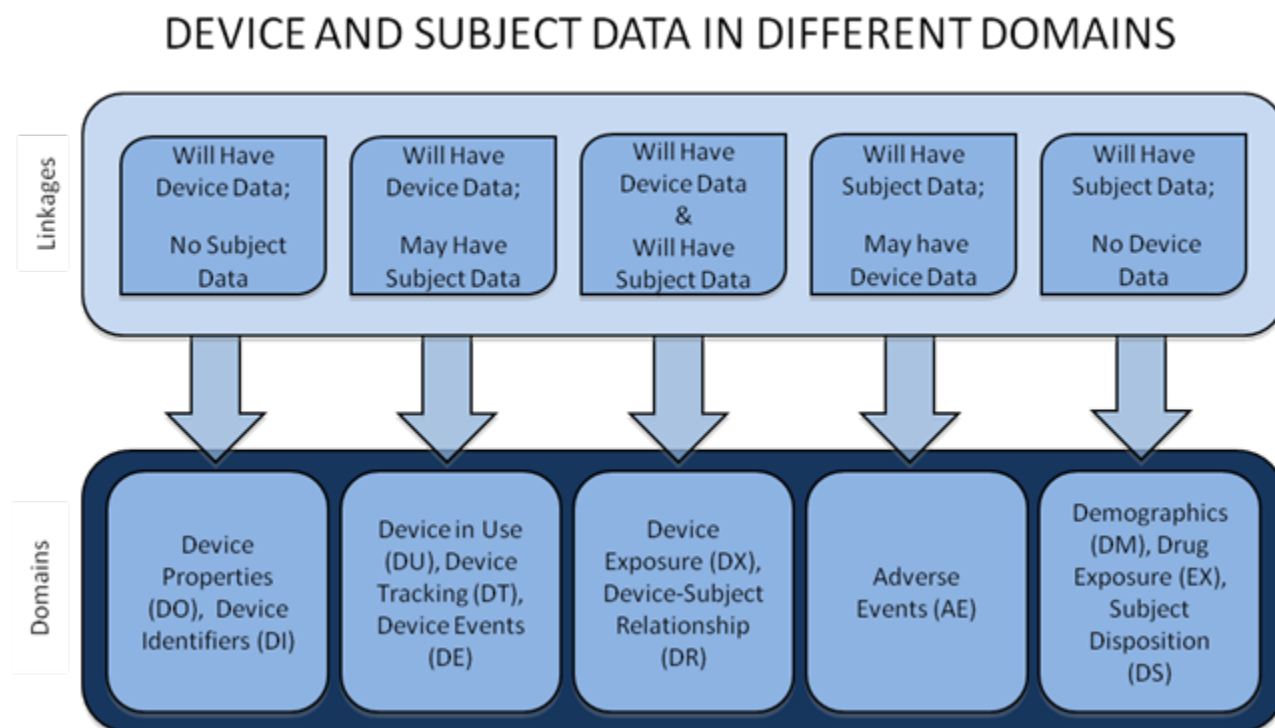 DEVICE AND SUBJECT DATA IN DIFFERENT DOMAINS
Linkages
Will Have
Device Data;
No Subject
Data
Will Have
Device Data;
May Have
Subject Data
Will Have
Device Data
&
Will Have
Subject Data
Will Have
Subject Data;
May have
Device Data
Will Have
Subject Data;
No Device
Data
Domains
Device
Properties
(DO), Device
Identifiers (DI)
Device in Use
(DU), Device
Tracking (DT),
Device Events
(DE)
Device
Exposure (DX),
Device-Subject
Relationship
(DR)
Adverse
Events (AE)
Demographics
(DM), Drug
Exposure (EX),
Subject
Disposition
(DS)